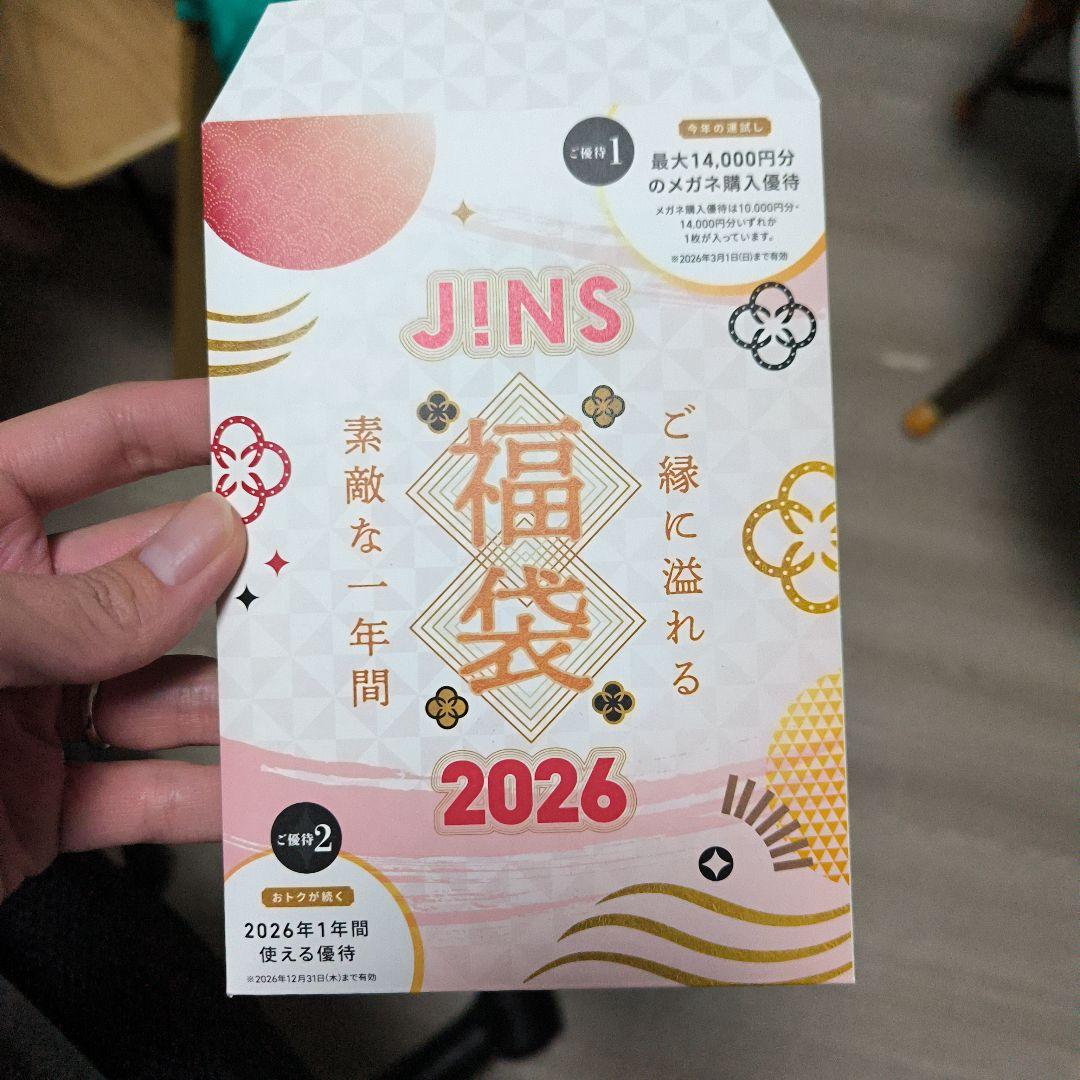 ご優待1
今年の運試し
最大14,000円分
のメガネ購入優待
メガネ購入優待は10,000円分・
14,000円分いずれか
1枚が入っています。
※2026年3月1日(日)まで有効
J!NS
福袋
ご縁に溢れる
素敵な一年間
2026
ご優待2
おトクが続く
2026年1年間
使える優待
※2026年12月31日(木)まで有効